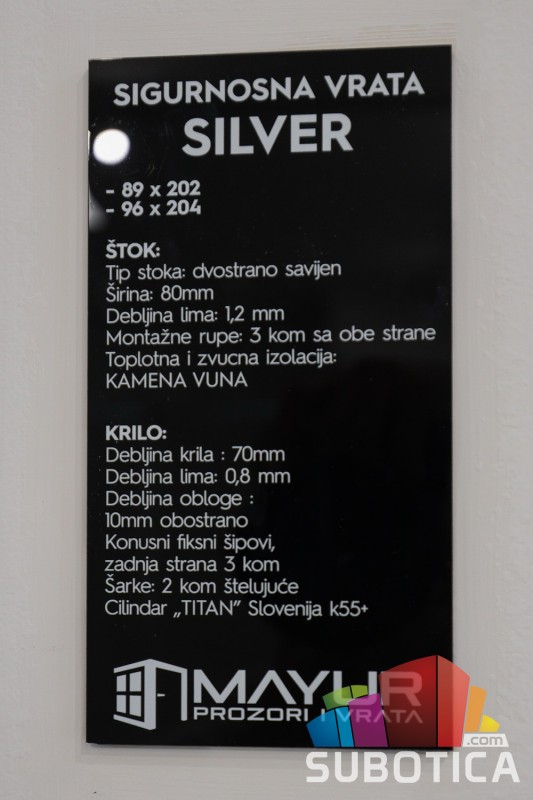 SIGURNOSNA VRATA
SILVER
- 89 x 202
- 96 x 204
ŠTOK:
Tip stoka: dvostrano savijen
Širina: 80mm
Debljina lima: 1,2 mm
Montažne rupe: 3 kom sa obe strane
Toplotna i zvucna izolacija:
KAMENA VUNA
KRILO:
Debljina krila : 70mm
Debljina lima: 0,8 mm
Debljina obloge :
10mm obostrano
Konusni fiksni šipovi,
zadnja strana 3 kom
Šarke: 2 kom štelujuće
Cilindar „TITAN” Slovenija k55+
MAYUR
PROZORI I VRATA
.com
SUBOTICA